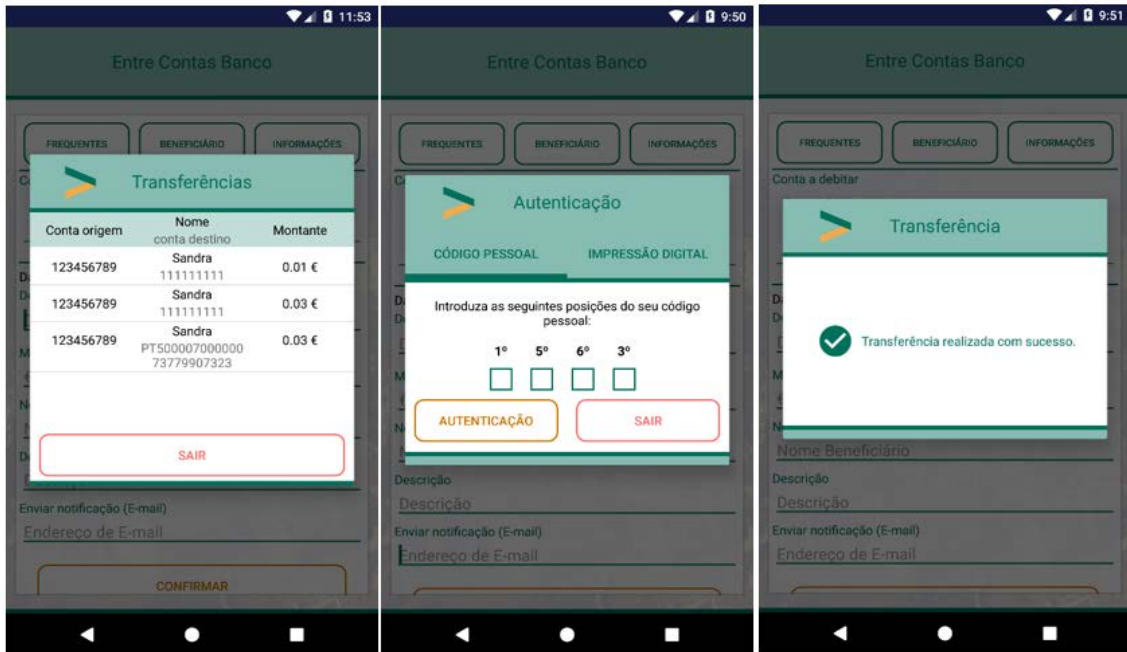 11:53
Entre Contas Banco
FREQUENTES BENEFICIÁRIO INFORMAÇÕES
Transferências
Conta origem Nome conta destino Montante
123456789 Sandra 111111111 0.01 €
123456789 Sandra 111111111 0.03 €
123456789 Sandra PT500007000000 73779907323 0.03 €
SAIR
Enviar notificação (E-mail)
Endereço de E-mail
CONFIRMAR
9:50
Entre Contas Banco
FREQUENTES BENEFICIÁRIO INFORMAÇÕES
Autenticação
CÓDIGO PESSOAL IMPRESSÃO DIGITAL
Introduza as seguintes posições do seu código
pessoal:
1º 5º 6º 3º
AUTENTICAÇÃO SAIR
Descrição
Descrição
Enviar notificação (E-mail)
Endereço de E-mail
9:51
Entre Contas Banco
FREQUENTES BENEFICIÁRIO INFORMAÇÕES
Conta a debitar
Transferência
Transferência realizada com sucesso.
Nome Beneficiário
Descrição
Descrição
Enviar notificação (E-mail)
Endereço de E-mail